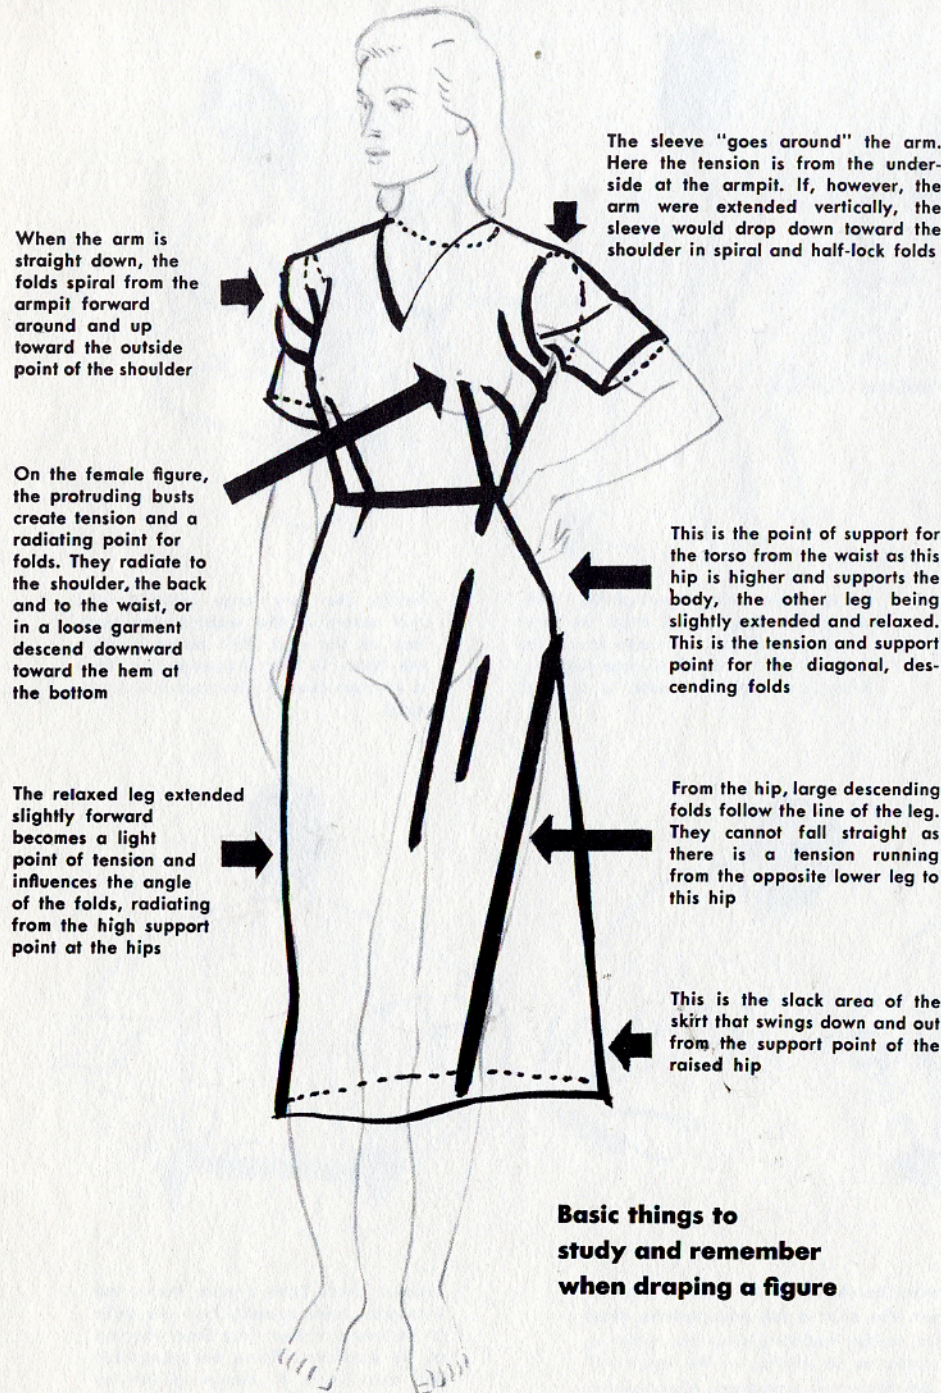 The sleeve "goes around" the arm.
Here the tension is from the under-
side at the armpit. If, however, the
arm were extended vertically, the
sleeve would drop down toward the
shoulder in spiral and half-lock folds
When the arm is
straight down, the
folds spiral from the
armpit forward
around and up
toward the outside
point of the shoulder
On the female figure,
the protruding busts
create tension and a
radiating point for
folds. They radiate to
the shoulder, the back
and to the waist, or
in a loose garment
descend downward
toward the hem at
the bottom
This is the point of support for
the torso from the waist as this
hip is higher and supports the
body, the other leg being
slightly extended and relaxed.
This is the tension and support
point for the diagonal, des-
cending folds
The relaxed leg extended
slightly forward
becomes a light
point of tension and
influences the angle
of the folds, radiating
from the high support
point at the hips
From the hip, large descending
folds follow the line of the leg.
They cannot fall straight as
there is a tension running
from the opposite lower leg to
this hip
This is the slack area of the
skirt that swings down and out
from the support point of the
raised hip
Basic things to
study and remember
when draping a figure